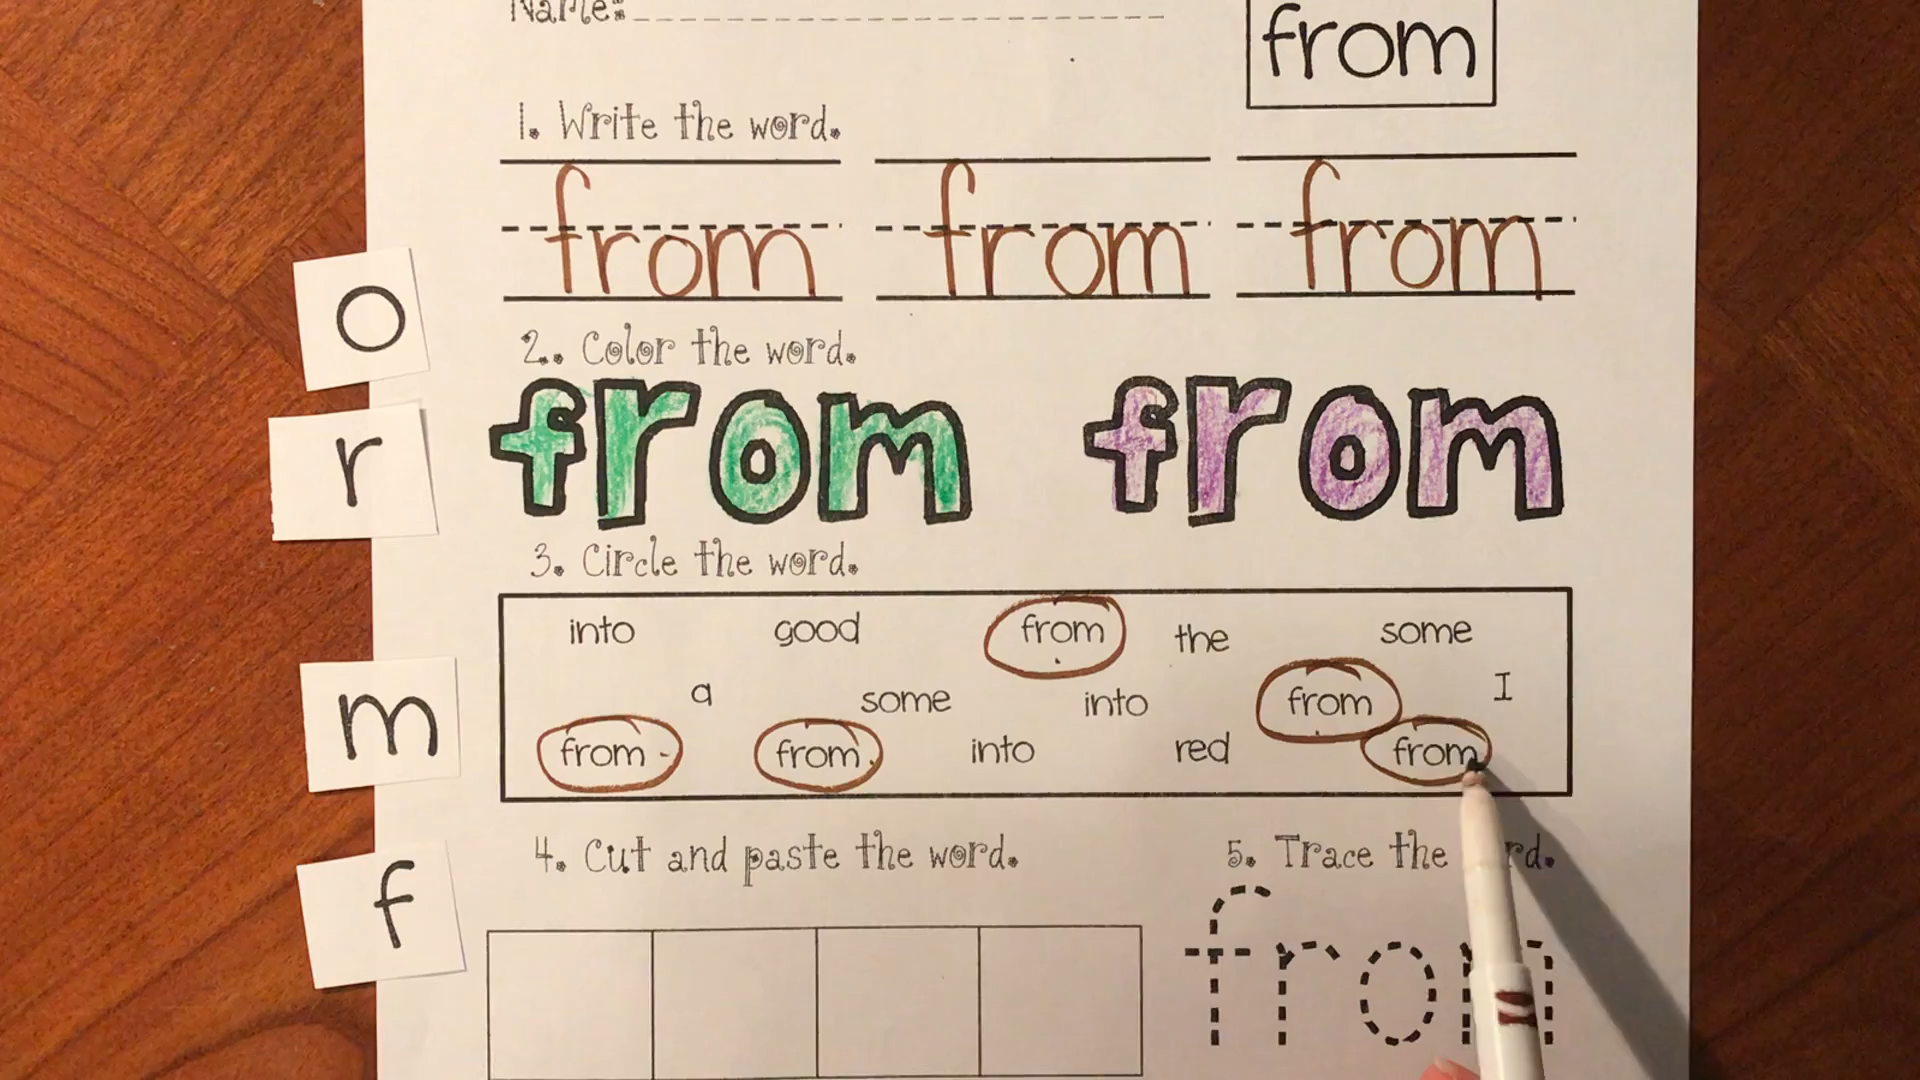 Name:
from
1. Write the word.
from from from
2. Color the word.
from from
3. Circle the word.
into good from the some
a some into from I
from from into red from
4. Cut and paste the word.
5. Trace the
from
o
r
m
f